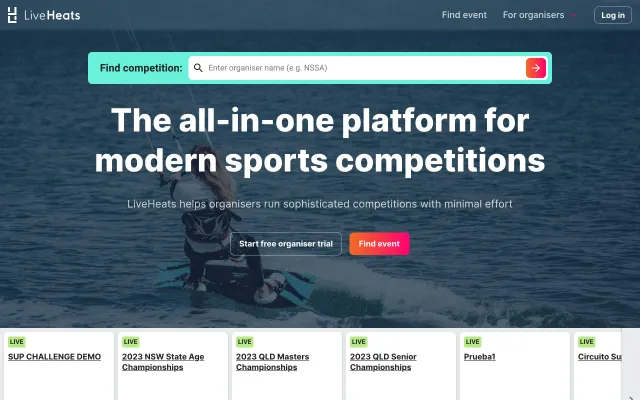 LiveHeats
Find event
For organisers
Log in
Find competition:
Enter organiser name (e.g. NSSA)
The all-in-one platform for
modern sports competitions
LiveHeats helps organisers run sophisticated competitions with minimal effort
Start free organiser trial
Find event
LIVE
SUP CHALLENGE DEMO
LIVE
2023 NSW State Age
Championships
LIVE
2023 QLD Masters
Championships
LIVE
2023 QLD Senior
Championships
LIVE
Prueba1
LIVE
Circuito